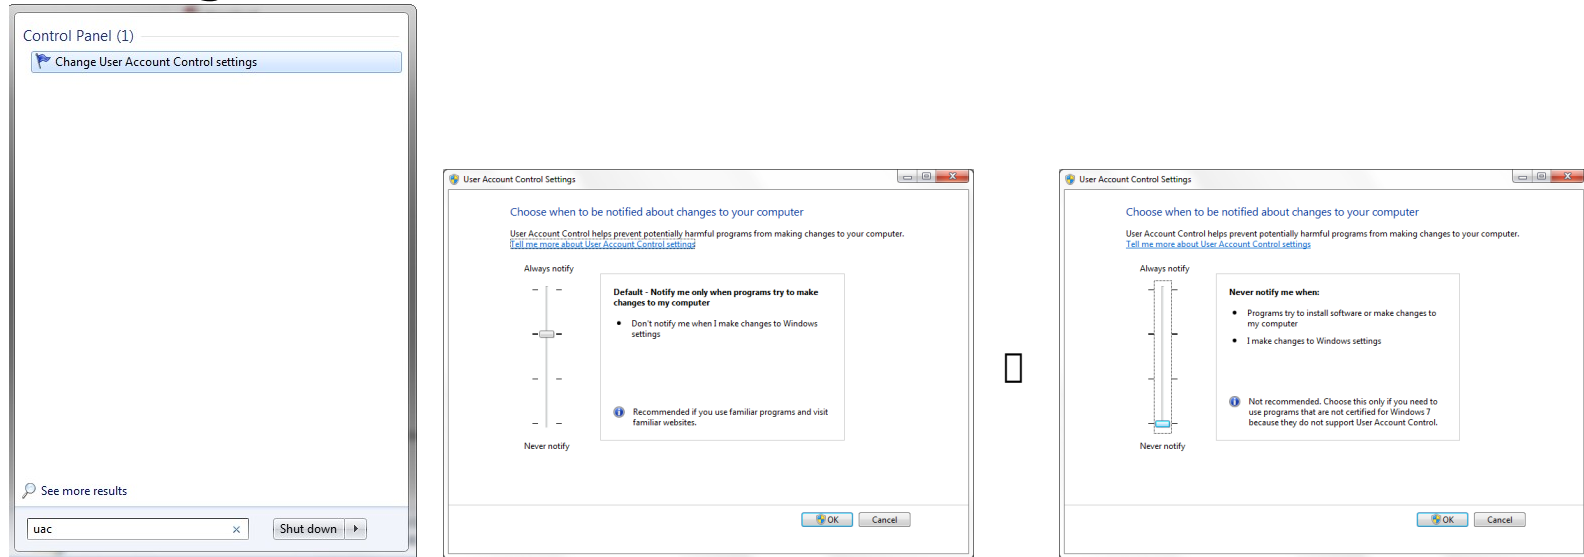 Control Panel (1)
Change User Account Control settings
See more results
uac
Shut down
User Account Control Settings
Choose when to be notified about changes to your computer
User Account Control helps prevent potentially harmful programs from making changes to your computer.
Tell me more about User Account Control settings
Always notify
Default - Notify me only when programs try to make
changes to my computer
• Don't notify me when I make changes to Windows
settings
Recommended if you use familiar programs and visit
familiar websites.
Never notify
OK
Cancel
User Account Control Settings
Choose when to be notified about changes to your computer
User Account Control helps prevent potentially harmful programs from making changes to your computer.
Tell me more about User Account Control settings
Always notify
Never notify me when:
• Programs try to install software or make changes to
my computer
• I make changes to Windows settings
Not recommended. Choose this only if you need to
use programs that are not certified for Windows 7
because they do not support User Account Control.
Never notify
OK
Cancel